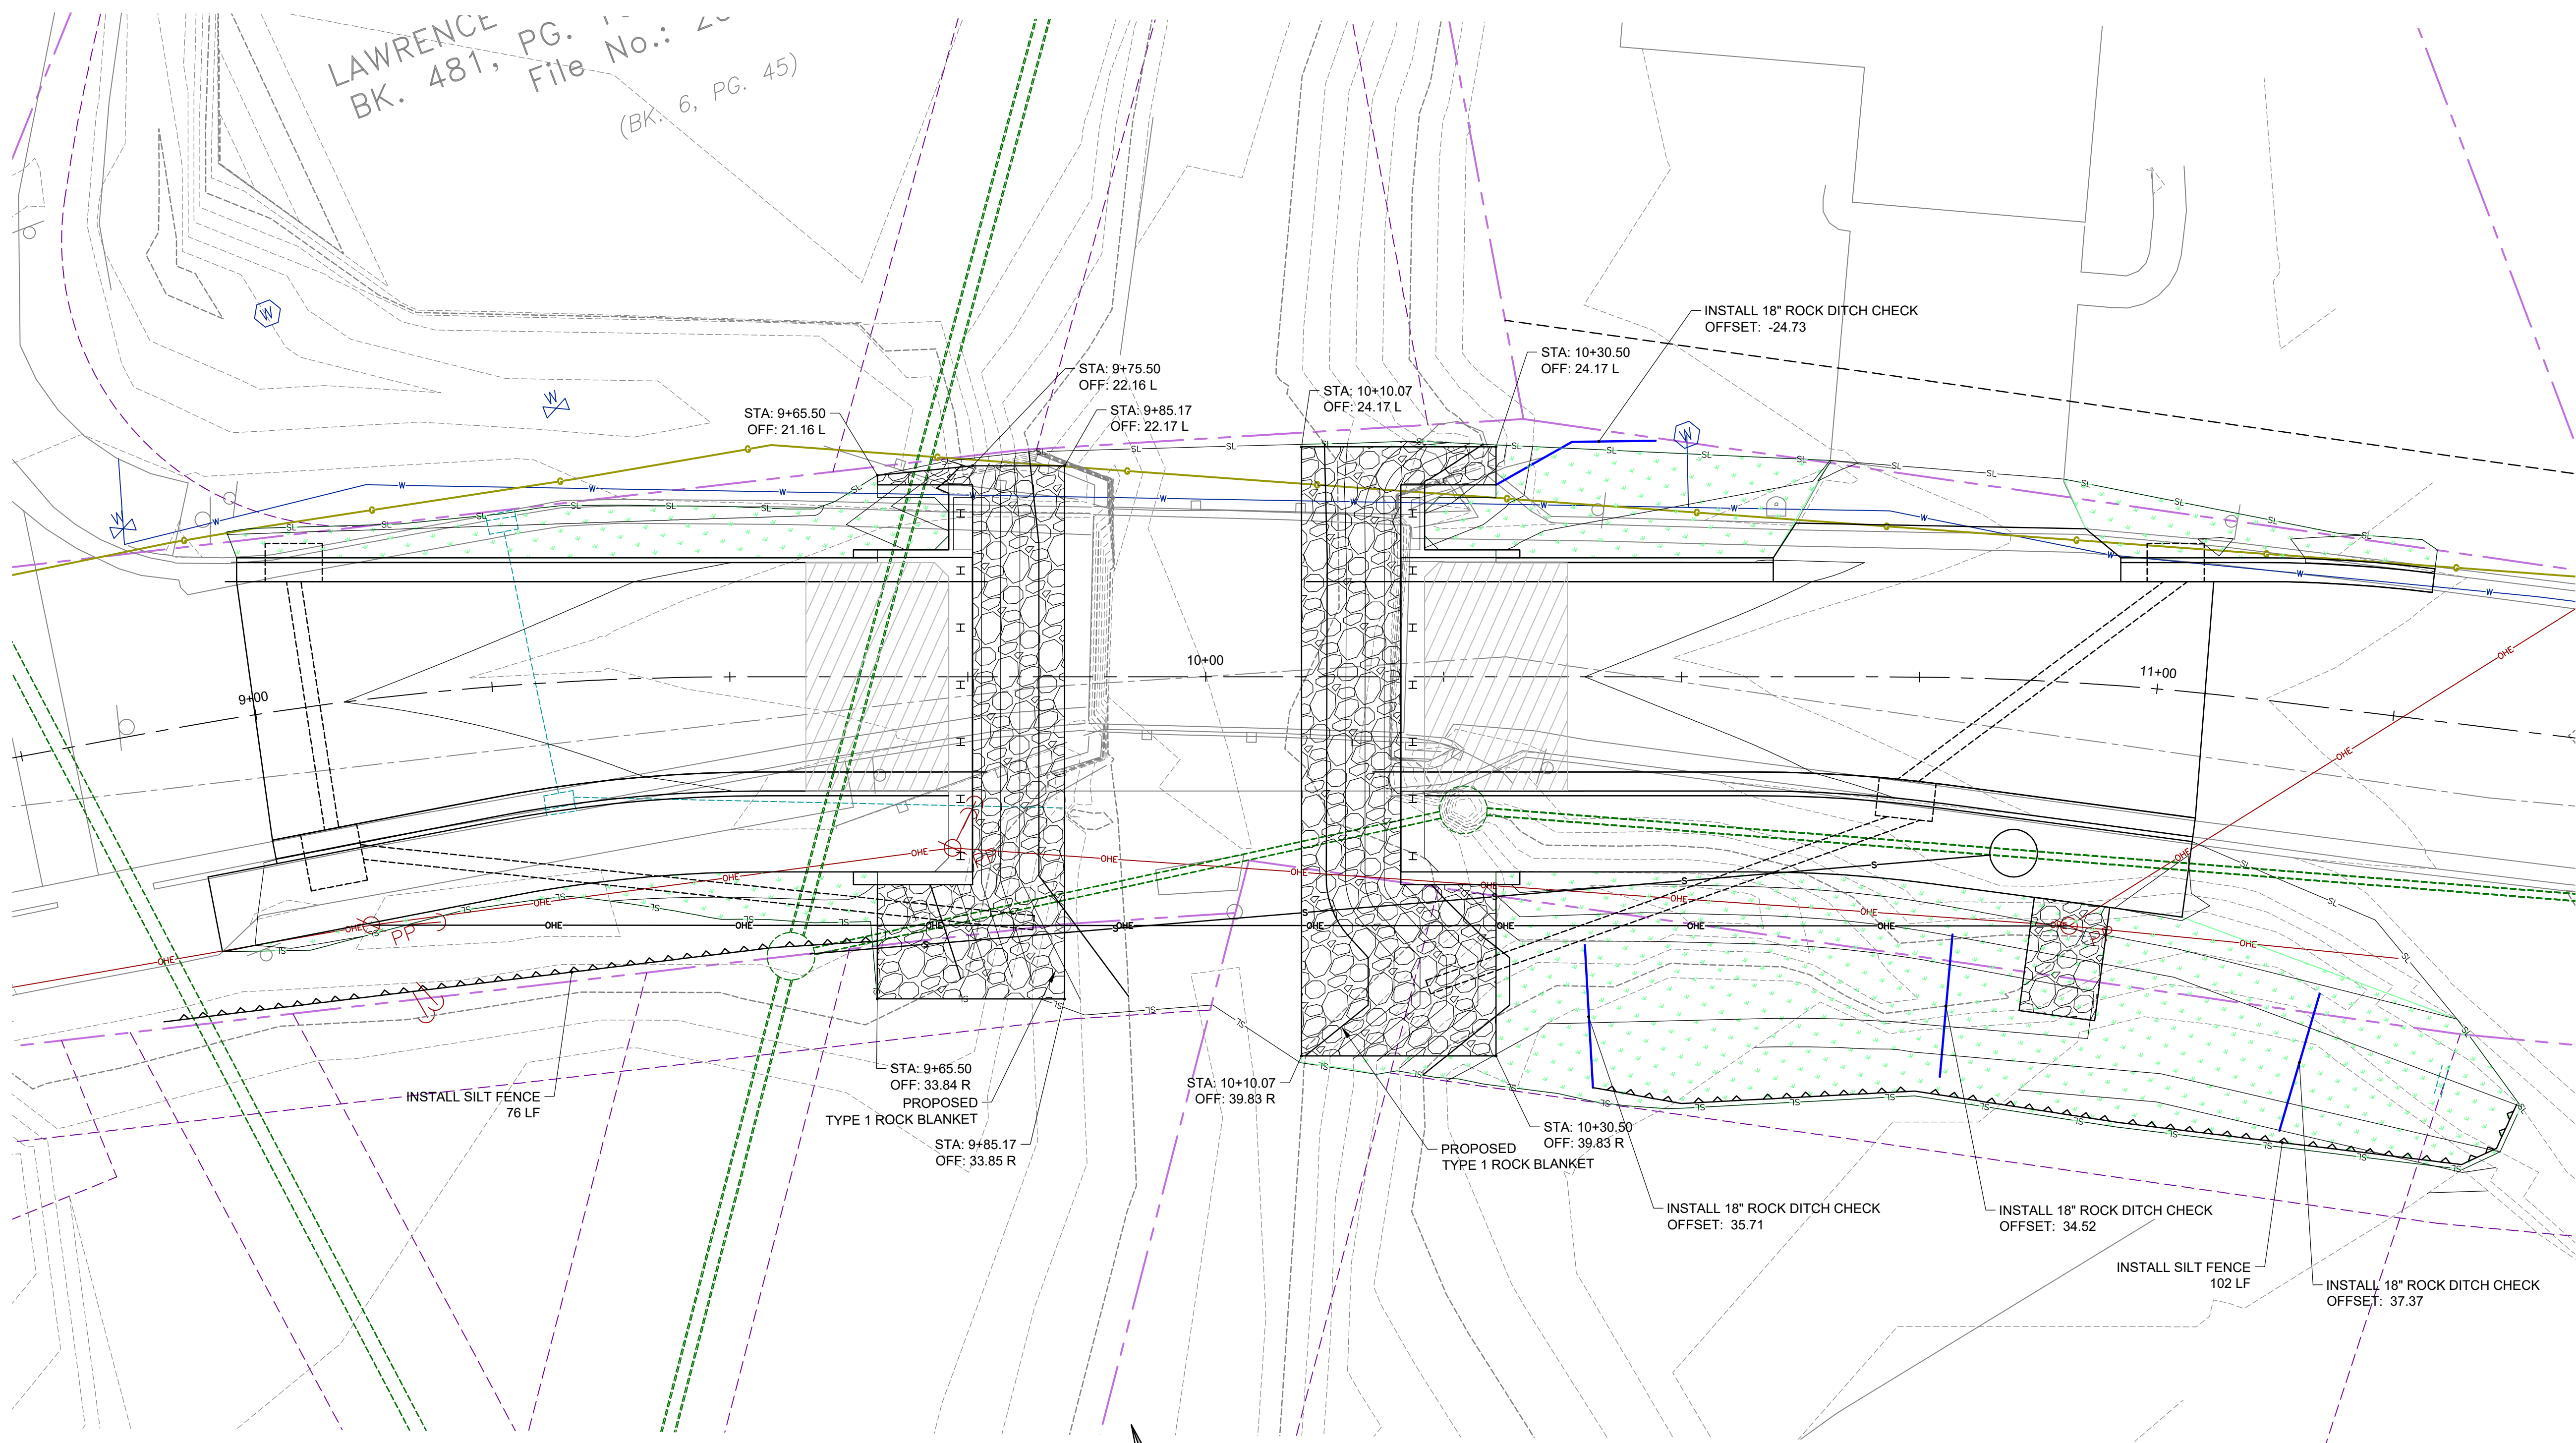 LAWRENCE
BK. 481, PG.
File No.:
(BK. 6, PG. 45)
INSTALL 18" ROCK DITCH CHECK
OFFSET: -24.73
STA: 10+30.50
OFF: 24.17 L
STA: 9+75.50
OFF: 22.16 L
STA: 10+10.07
OFF: 24.17 L
STA: 9+65.50
OFF: 21.16 L
STA: 9+85.17
OFF: 22.17 L
9+00
10+00
11+00
W
W
W
W
G
SL
OHE
S
PP
PP
STA: 9+65.50
OFF: 33.84 R
PROPOSED
TYPE 1 ROCK BLANKET
STA: 9+85.17
OFF: 33.85 R
INSTALL SILT FENCE
76 LF
STA: 10+10.07
OFF: 39.83 R
STA: 10+30.50
OFF: 39.83 R
PROPOSED
TYPE 1 ROCK BLANKET
INSTALL 18" ROCK DITCH CHECK
OFFSET: 35.71
INSTALL 18" ROCK DITCH CHECK
OFFSET: 34.52
INSTALL SILT FENCE
102 LF
INSTALL 18" ROCK DITCH CHECK
OFFSET: 37.37